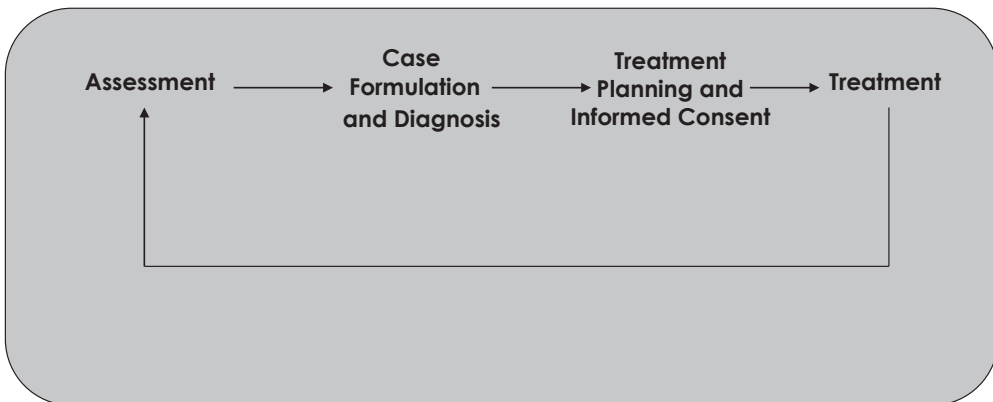 Assessment
Case
Formulation
and Diagnosis
Treatment
Planning and
Informed Consent
Treatment